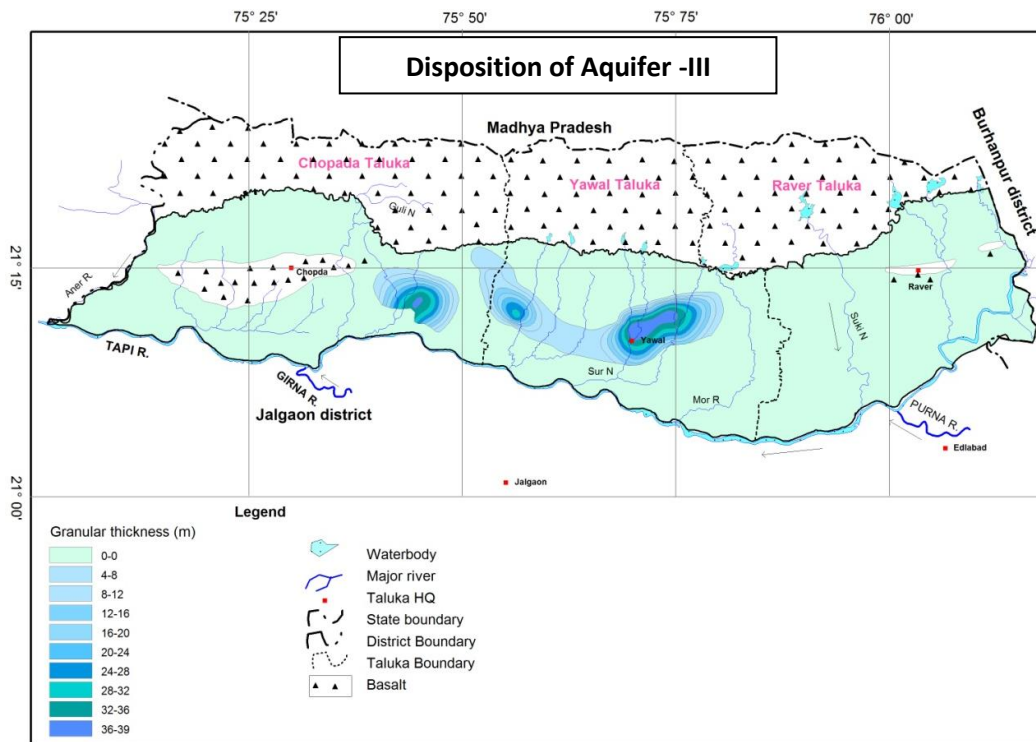 75° 25'
75° 50'
75° 75'
76° 00'
Disposition of Aquifer -III
Madhya Pradesh
Burhanpur district
Chopada Taluka
Yawal Taluka
Raver Taluka
Guli N
21° 15'
Aner R.
Chopda
Raver
TAPI R.
Yawal
Suki N
Sur N
GIRNA R.
Mor R
Jalgaon district
PURNA R.
Edlabad
Jalgaon
21° 00'
Legend
Granular thickness (m)
0-0
4-8
8-12
12-16
16-20
20-24
24-28
28-32
32-36
36-39
Waterbody
Major river
Taluka HQ
State boundary
District Boundary
Taluka Boundary
Basalt